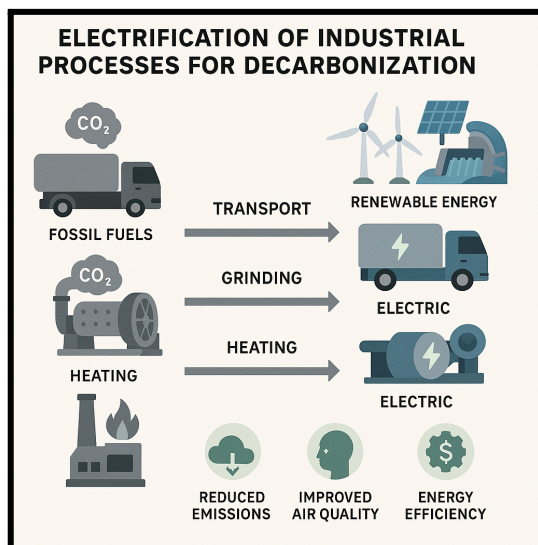 ELECTRIFICATION OF INDUSTRIAL
PROCESSES FOR DECARBONIZATION
CO₂
FOSSIL FUELS
TRANSPORT
RENEWABLE ENERGY
GRINDING
ELECTRIC
CO₂
HEATING
HEATING
ELECTRIC
REDUCED
EMISSIONS
IMPROVED
AIR QUALITY
$
ENERGY
EFFICIENCY